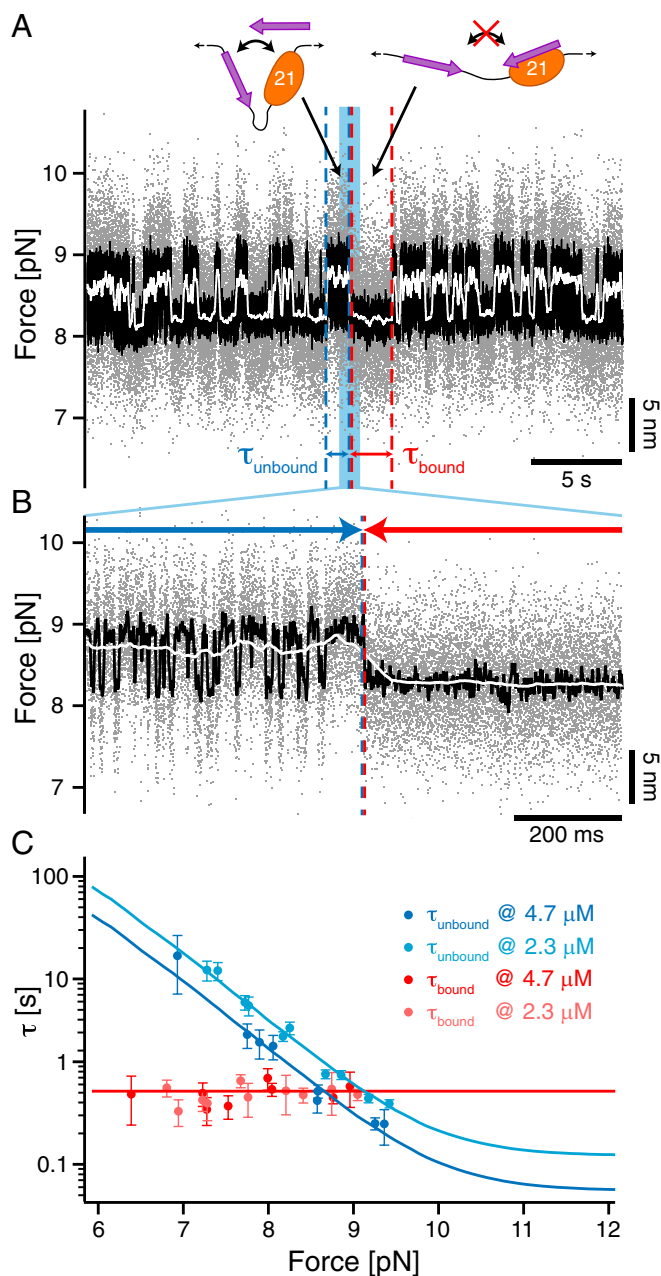 A
21
21
Force [pN]
10
9
8
7
τunbound
τbound
5 s
5 nm
B
Force [pN]
10
9
8
7
5 nm
200 ms
C
τ [s]
100
10
1
0.1
τunbound @ 4.7 μM
τunbound @ 2.3 μM
τbound @ 4.7 μM
τbound @ 2.3 μM
6 7 8 9 10 11 12
Force [pN]